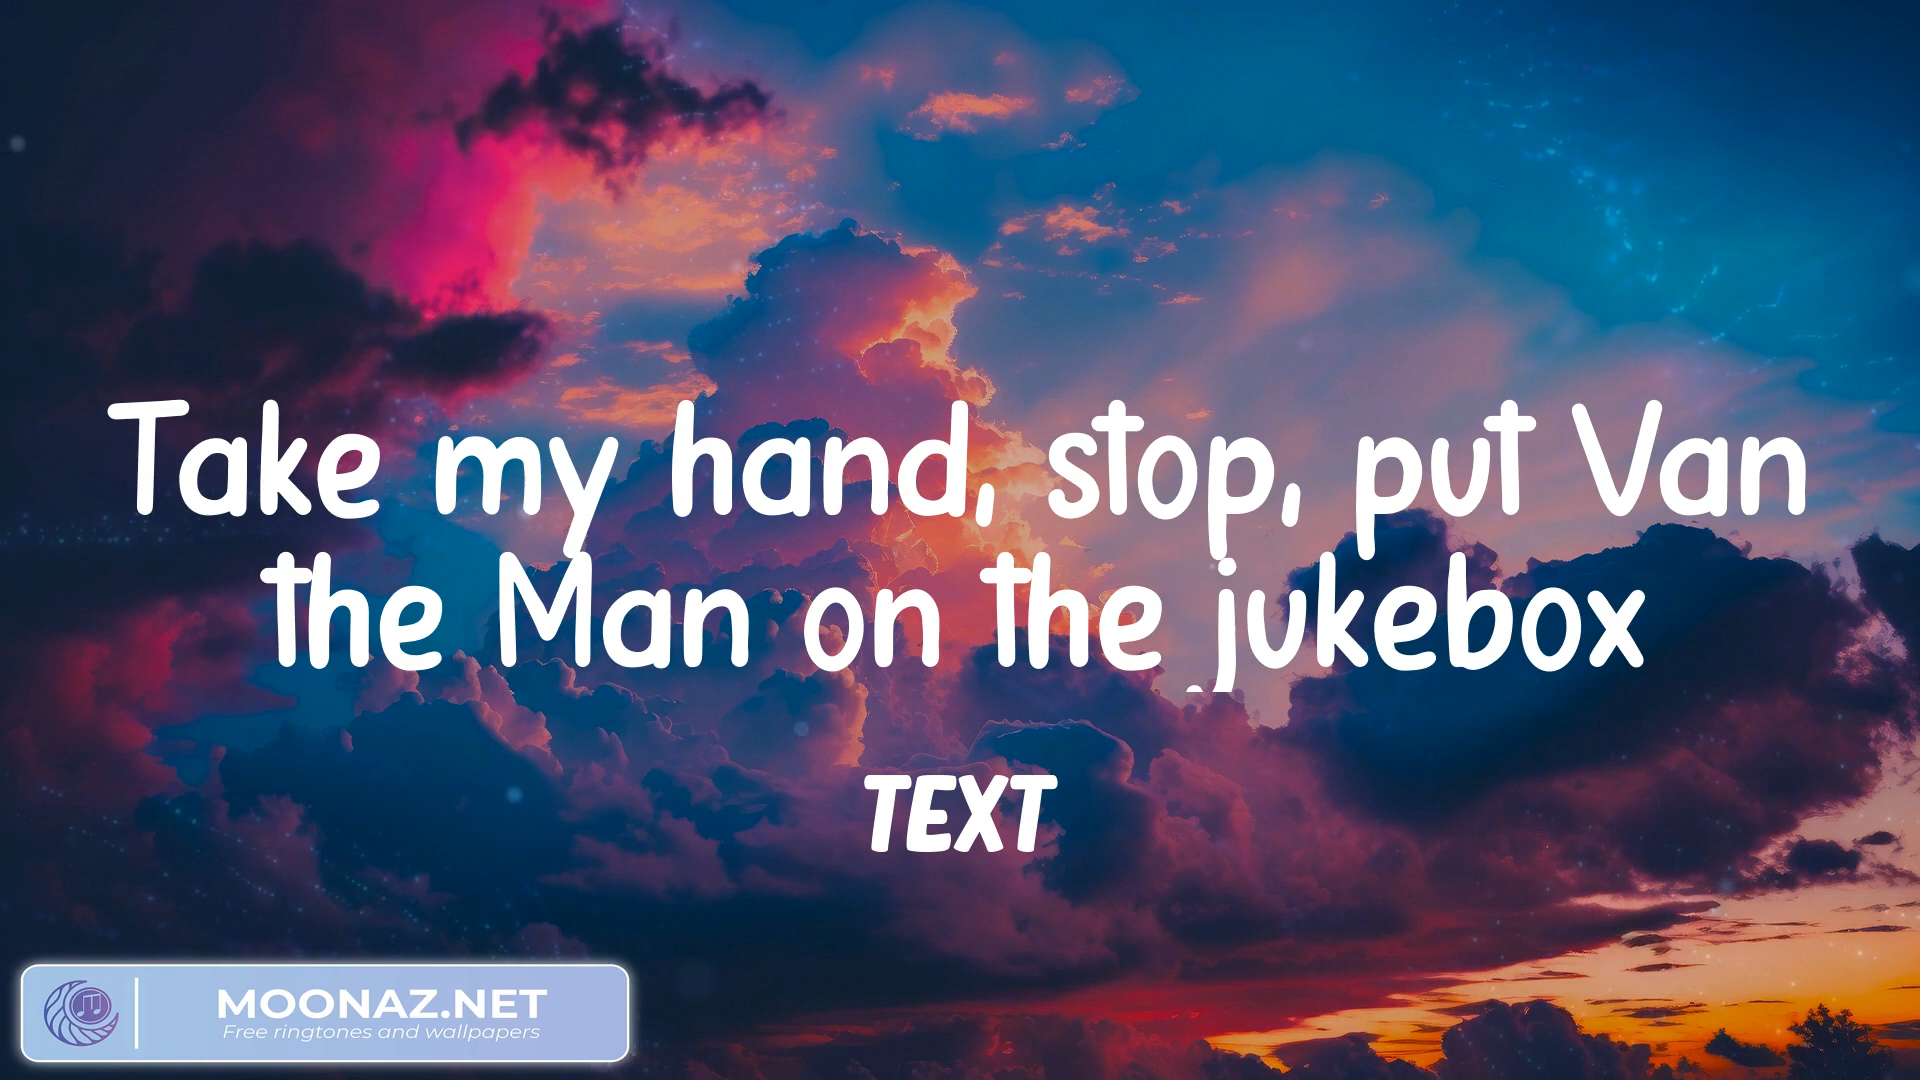 Take my hand, stop, put Van
the Man on the jukebox
TEXT
MOONAZ.NET
Free ringtones and wallpapers